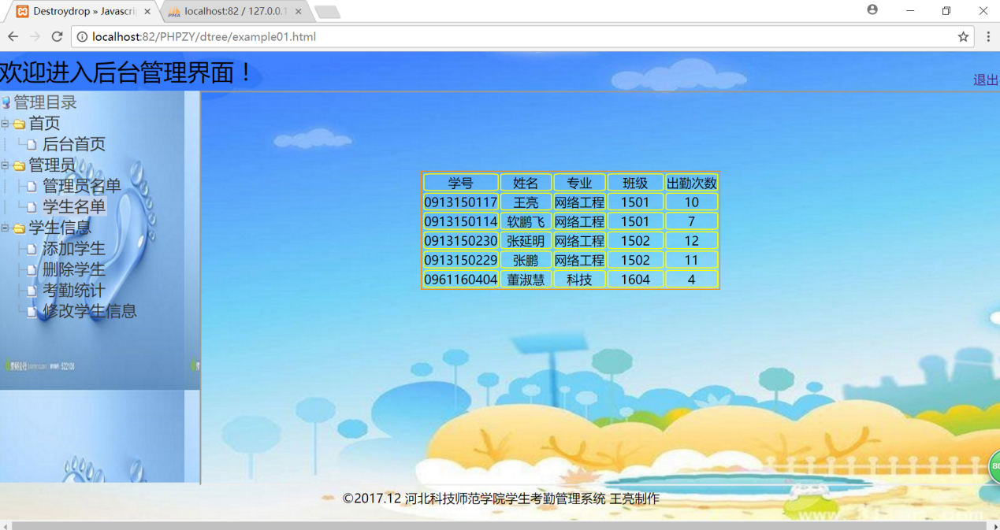 Destroydrop » Javascri
localhost:82 / 127.0.0.1
localhost:82/PHPZY/dtree/example01.html
欢迎进入后台管理界面！
退出
管理目录
首页
后台首页
管理员
管理员名单
学生名单
学生信息
添加学生
删除学生
考勤统计
修改学生信息
学号 姓名 专业 班级 出勤次数
0913150117 王亮 网络工程 1501 10
0913150114 软鹏飞 网络工程 1501 7
0913150230 张延明 网络工程 1502 12
0913150229 张鹏 网络工程 1502 11
0961160404 董淑慧 科技 1604 4
©2017.12 河北科技师范学院学生考勤管理系统 王亮制作